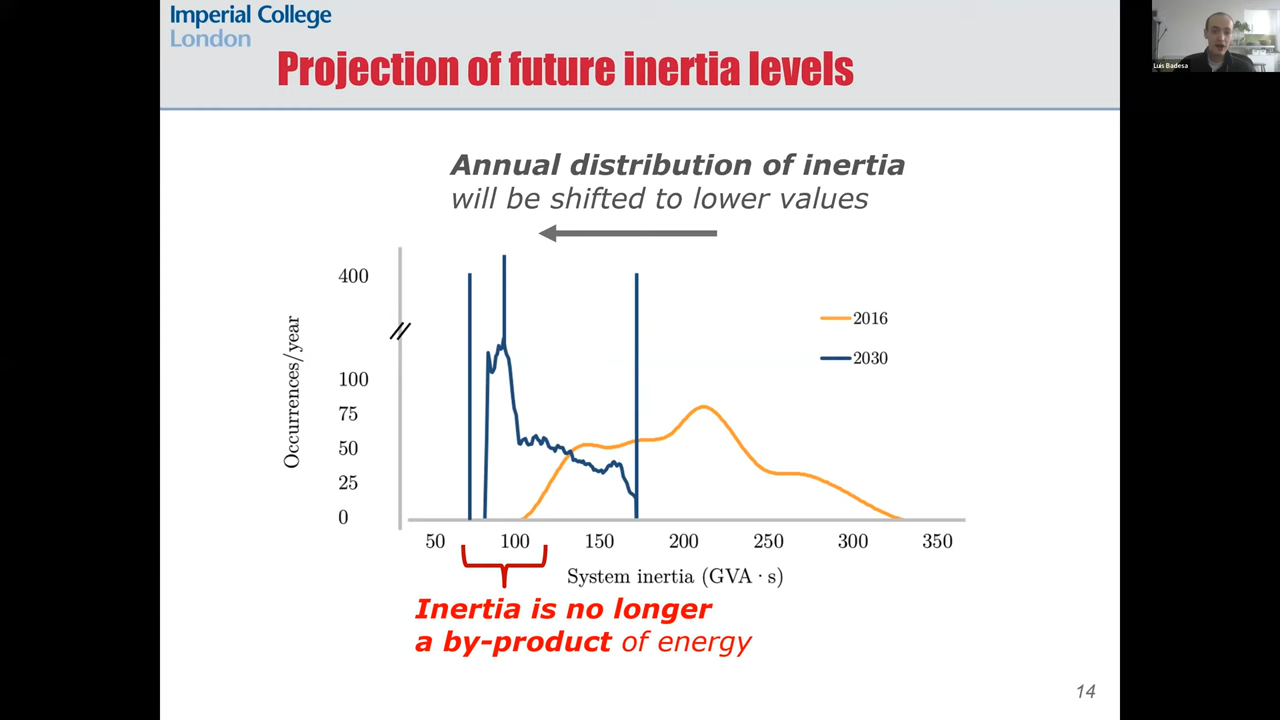 Imperial College
London
Projection of future inertia levels
Luis Badesa
Annual distribution of inertia
will be shifted to lower values
400
100
75
50
25
0
Occurrences/year
2016
2030
50 100 150 200 250 300 350
System inertia (GVA · s)
Inertia is no longer
a by-product of energy
14